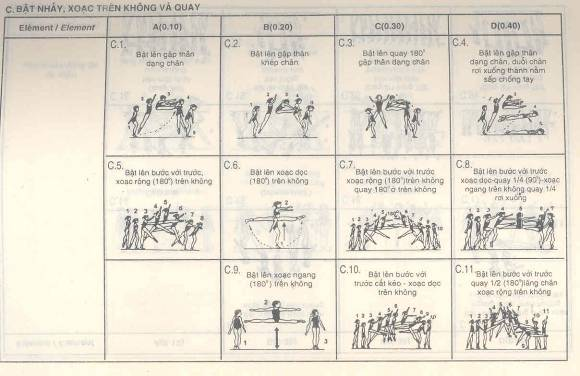 C. BẬT NHẢY, XOẠC TRÊN KHÔNG VÀ QUAY
Elément / Element
A(0.10)
B(0.20)
C(0.30)
D(0.40)
C.1.
Bật lên gập thân
dạng chân
C.2.
Bật lên gập thân
khép chân
C.3.
Bật lên quay 180°
gập thân dạng chân
C.4.
Bật lên gập thân
dạng chân, duỗi chân
rơi xuống thành nằm
sấp chống tay
C.5.
Bật lên bước với trước,
xoạc rộng (180°) trên không
C.6.
Bật lên xoạc dọc
(180°) trên không
C.7.
Bật lên bước với trước
xoạc rộng (180°) trên không
quay 180° ở trên không
C.8.
Bật lên bước với trước
xoạc dọc-quay 1/4 (90°)-xoạc
ngang trên không quay 1/4
rơi xuống
C.9.
Bật lên xoạc ngang
(180°) trên không
C.10.
Bật lên bước với
trước cắt kéo - xoạc dọc
trên không
C.11.
Bật lên bước với trước
quay 1/2 (180°)lăng chân
xoạc rộng trên không